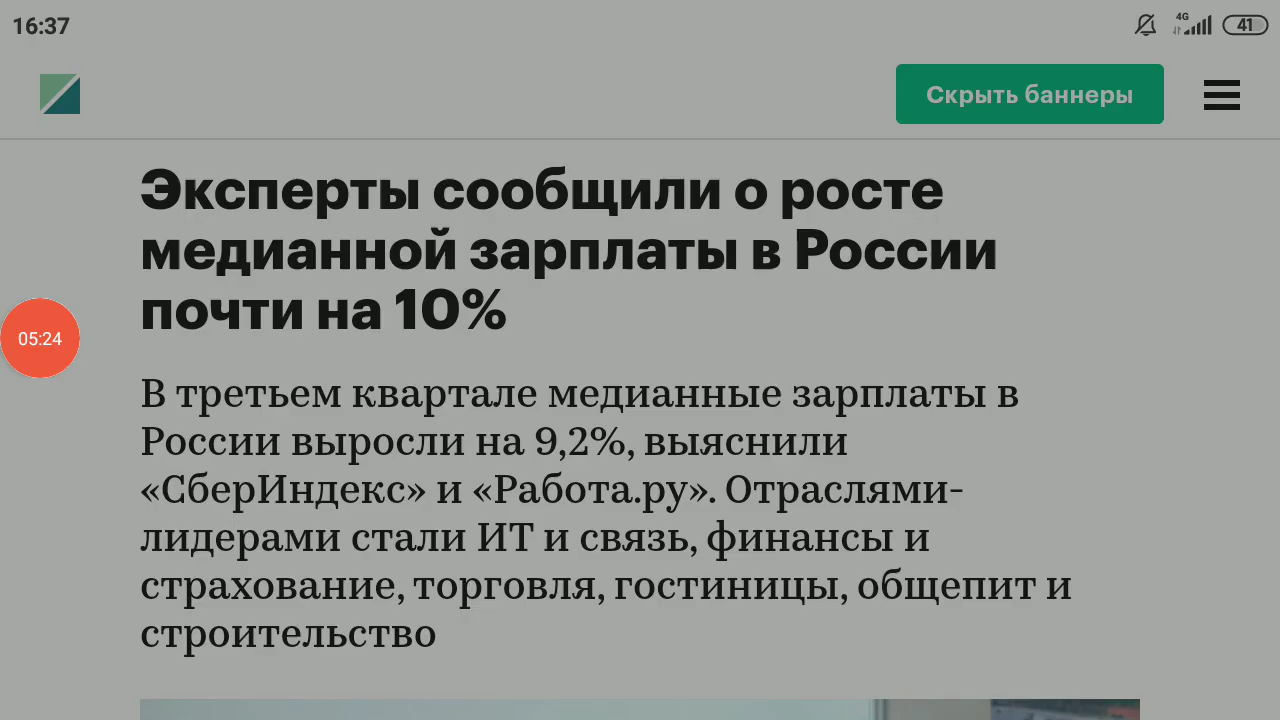 16:37
4G
41
Скрыть баннеры
Эксперты сообщили о росте
медианной зарплаты в России
почти на 10%
05:24
В третьем квартале медианные зарплаты в
России выросли на 9,2%, выяснили
«СберИндекс» и «Работа.ру». Отраслями-
лидерами стали ИТ и связь, финансы и
страхование, торговля, гостиницы, общепит и
строительство